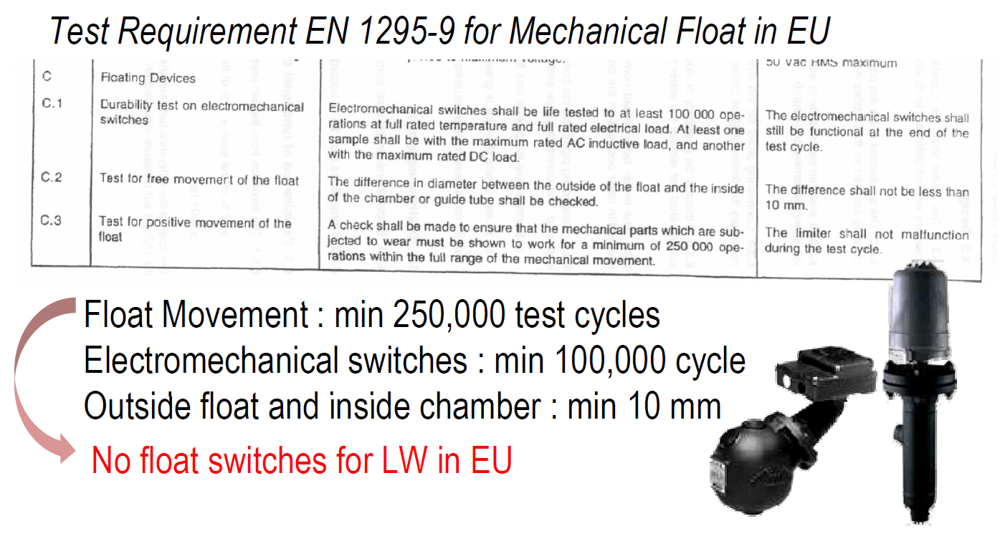 Test Requirement EN 1295-9 for Mechanical Float in EU
50 Vac RMS maximum
C
Floating Devices
C.1
Durability test on electromechanical
switches
Electromechanical switches shall be life tested to at least 100 000 ope-
rations at full rated temperature and full rated electrical load. At least one
sample shall be with the maximum rated AC inductive load, and another
with the maximum rated DC load.
The electromechanical switches shall
still be functional at the end of the
test cycle.
C.2
Test for free movement of the float
The difference in diameter between the outside of the float and the inside
of the chamber or guide tube shall be checked.
The difference shall not be less than
10 mm.
C.3
Test for positive movement of the
float
A check shall be made to ensure that the mechanical parts which are sub-
jected to wear must be shown to work for a minimum of 250 000 ope-
rations within the full range of the mechanical movement.
The limiter shall not malfunction
during the test cycle.
Float Movement : min 250,000 test cycles
Electromechanical switches : min 100,000 cycle
Outside float and inside chamber : min 10 mm
No float switches for LW in EU